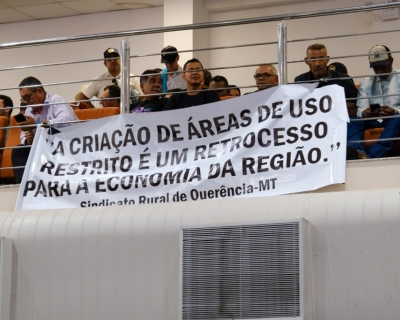 "A CRIAÇÃO DE ÁREAS DE USO
RESTRITO É UM RETROCESSO
PARA A ECONOMIA DA REGIÃO."
Sindicato Rural de Querência-MT